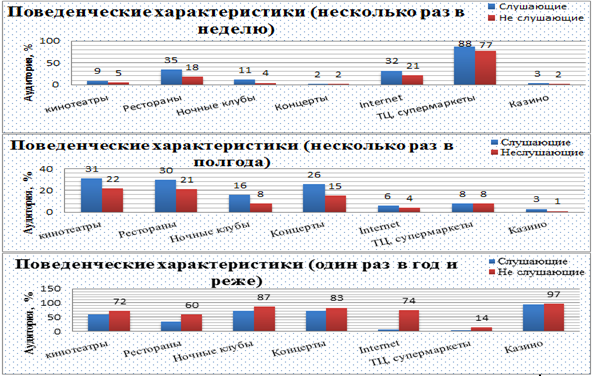 Поведенческие характеристики (несколько раз в
неделю)
Слушающие
Не слушающие
Аудитория, %
100
50
0
9 5 35 18 11 4 2 2 32 21 88 77 3 2
кинотеатры Рестораны Ночные клубы Концерты Internet ТЦ, супермаркеты Казино
Поведенческие характеристики (несколько раз в
полгода)
Слушающие
Неслушающие
Аудитория, %
40
20
0
31 22 30 21 16 8 26 15 6 4 8 8 3 1
кинотеатры Рестораны Ночные клубы Концерты Internet ТЦ, супермаркеты Казино
Поведенческие характеристики (один раз в год и
реже)
Слушающие
Не слушающие
Аудитория, %
150
100
50
0
72 60 87 83 74 14 97
кинотеатры Рестораны Ночные клубы Концерты Internet ТЦ, супермаркеты Казино